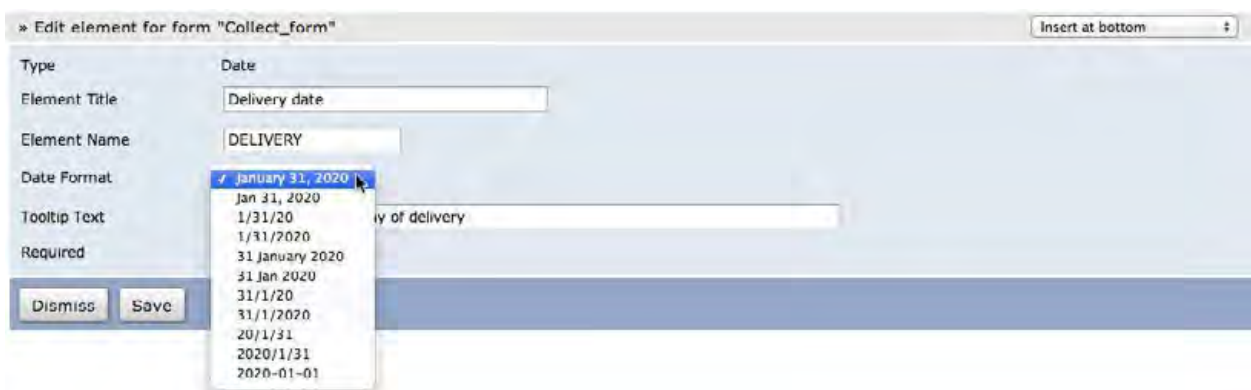 » Edit element for form "Collect_form" Insert at bottom
Type Date
Element Title Delivery date
Element Name DELIVERY
Date Format ✓ January 31, 2020
Jan 31, 2020
Tooltip Text 1/31/20 y of delivery
1/31/2020
Required 31 January 2020
31 Jan 2020
Dismiss Save 31/1/20
31/1/2020
20/1/31
2020/1/31
2020-01-01